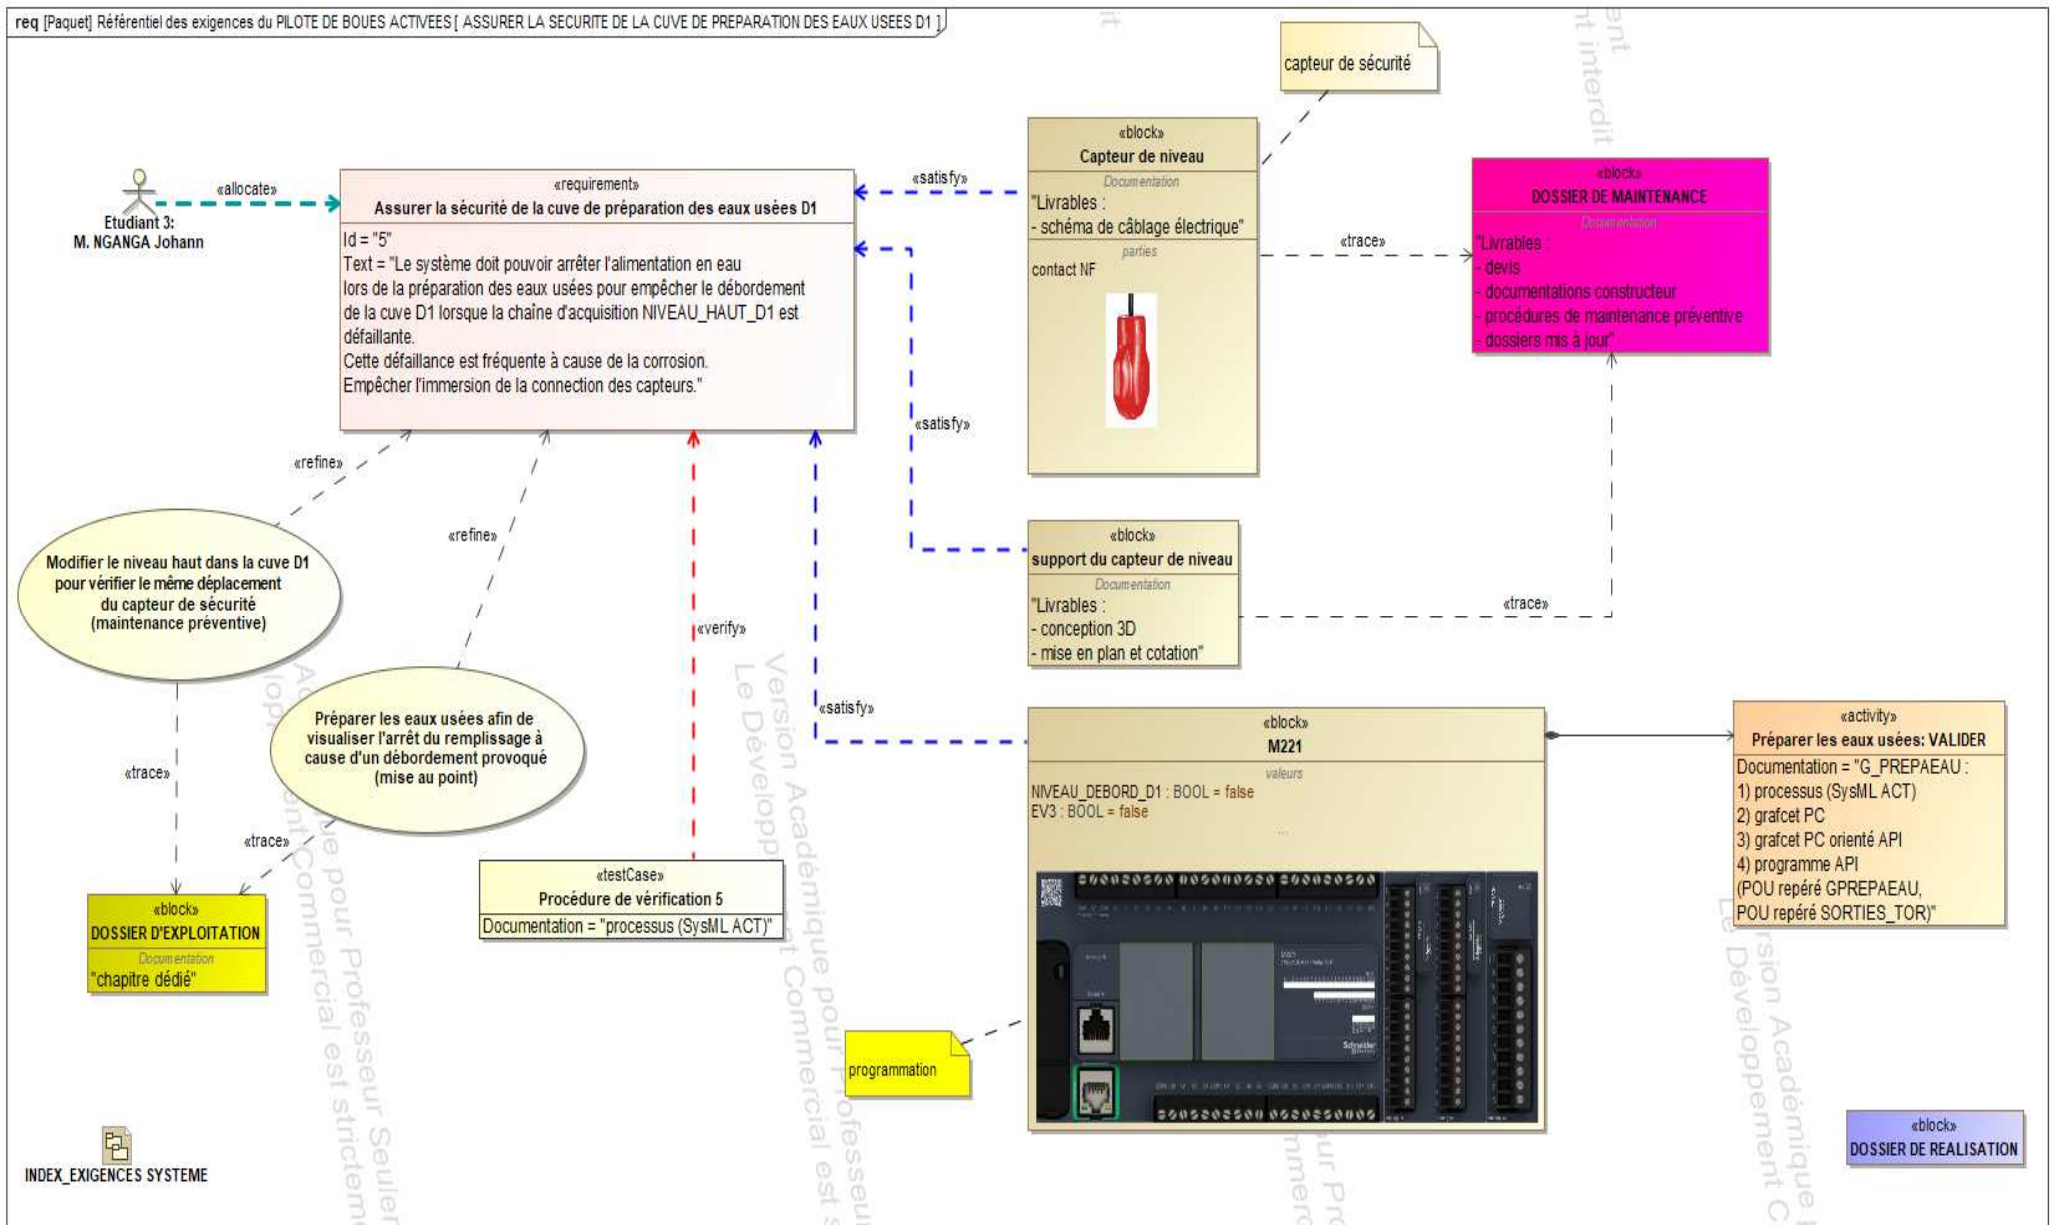 req [Paquet] Référentiel des exigences du PILOTE DE BOUES ACTIVEES [ ASSURER LA SECURITE DE LA CUVE DE PREPARATION DES EAUX USEES D1 ]
capteur de sécurité
«allocate»
Etudiant 3:
M. NGANGA Johann
«requirement»
Assurer la sécurité de la cuve de préparation des eaux usées D1
Id = "5"
Text = "Le système doit pouvoir arrêter l'alimentation en eau
lors de la préparation des eaux usées pour empêcher le débordement
de la cuve D1 lorsque la chaîne d'acquisition NIVEAU_HAUT_D1 est
défaillante.
Cette défaillance est fréquente à cause de la corrosion.
Empêcher l'immersion de la connection des capteurs."
«satisfy»
«satisfy»
«block»
Capteur de niveau
Documentation
"Livrables :
- schéma de câblage électrique"
parties
contact NF
«trace»
«block»
DOSSIER DE MAINTENANCE
Documentation
"Livrables :
- devis
- documentations constructeur
- procédures de maintenance préventive
- dossiers mis à jour"
«refine»
«refine»
«verify»
«satisfy»
Modifier le niveau haut dans la cuve D1
pour vérifier le même déplacement
du capteur de sécurité
(maintenance préventive)
«block»
support du capteur de niveau
Documentation
"Livrables :
- conception 3D
- mise en plan et cotation"
«trace»
Préparer les eaux usées afin de
visualiser l'arrêt du remplissage à
cause d'un débordement provoqué
(mise au point)
«trace»
«trace»
«block»
M221
valeurs
NIVEAU_DEBORD_D1 : BOOL = false
EV3 : BOOL = false
...
Schneider
«activity»
Préparer les eaux usées: VALIDER
Documentation = "G_PREPAEAU :
1) processus (SysML ACT)
2) grafcet PC
3) grafcet PC orienté API
4) programme API
(POU repéré GPREPAEAU,
POU repéré SORTIES_TOR)"
«testCase»
Procédure de vérification 5
Documentation = "processus (SysML ACT)"
«block»
DOSSIER D'EXPLOITATION
Documentation
"chapitre dédié"
programmation
INDEX_EXIGENCES SYSTEME
«block»
DOSSIER DE REALISATION